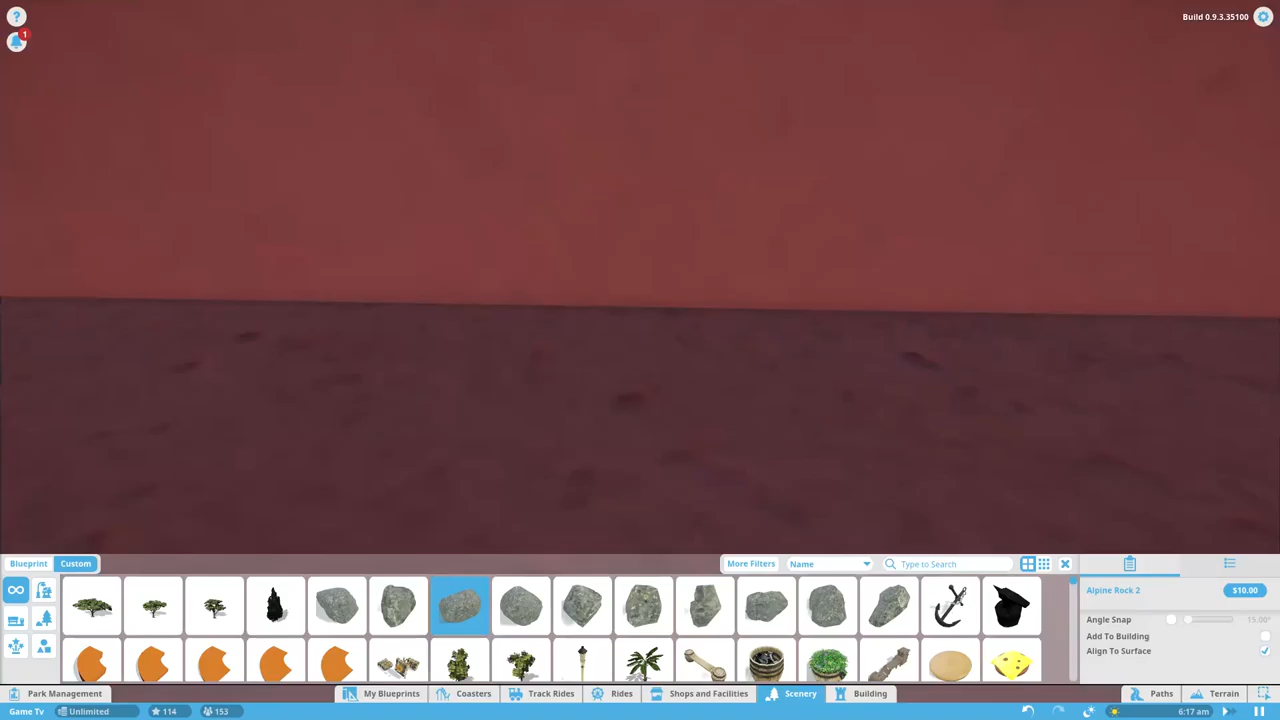 ?
Build 0.9.3.35100
1
Blueprint
Custom
More Filters
Name
Type to Search
Alpine Rock 2
$10.00
Angle Snap
15.00°
Add To Building
Align To Surface
Park Management
My Blueprints
Coasters
Track Rides
Rides
Shops and Facilities
Scenery
Building
Paths
Terrain
Game Tv
Unlimited
114
153
6:17 am